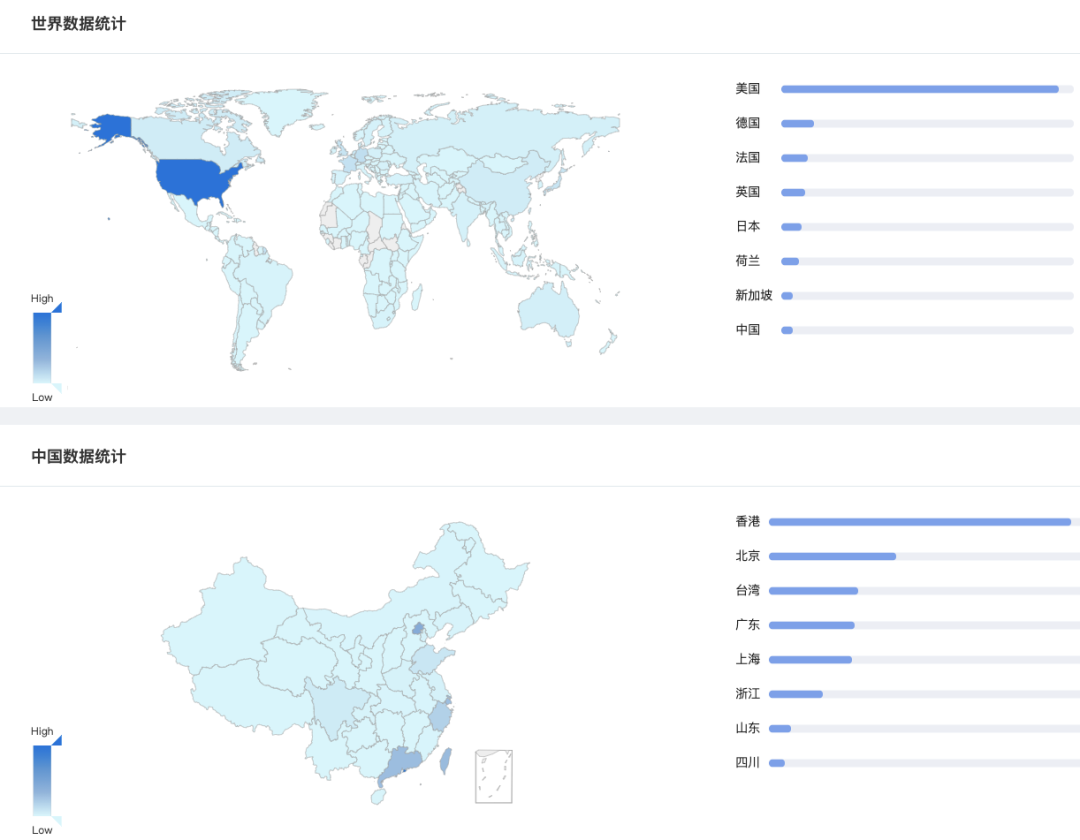 世界数据统计
美国
德国
法国
英国
日本
荷兰
新加坡
中国
High
Low
中国数据统计
香港
北京
台湾
广东
上海
浙江
山东
四川
High
Low